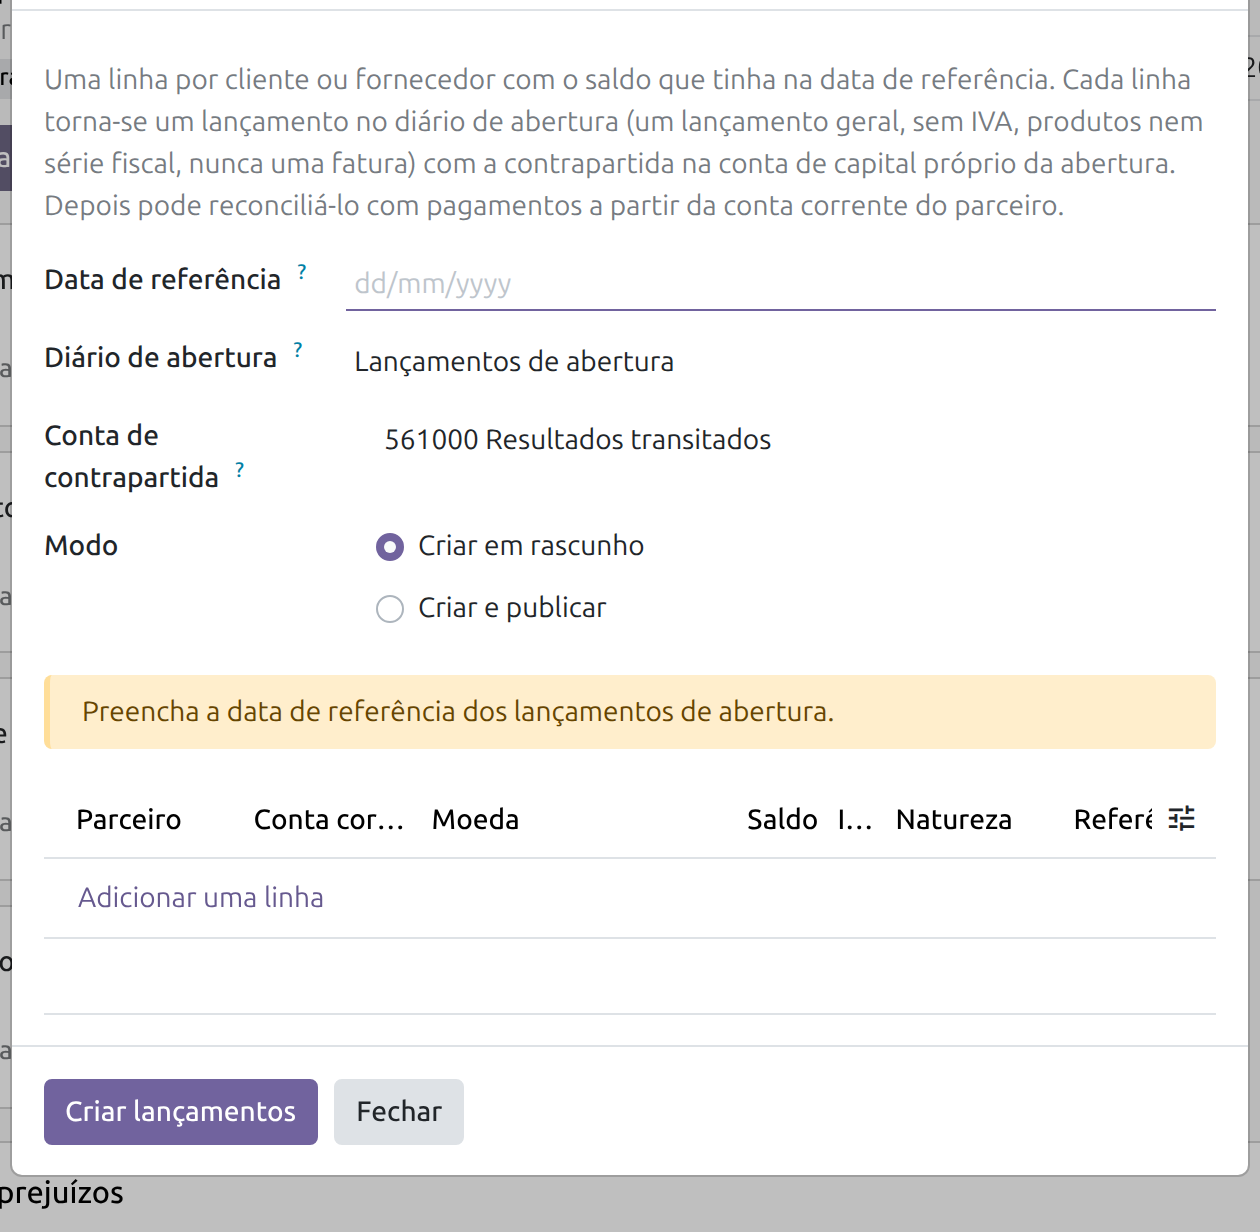 Uma linha por cliente ou fornecedor com o saldo que tinha na data de referência. Cada linha
torna-se um lançamento no diário de abertura (um lançamento geral, sem IVA, produtos nem
série fiscal, nunca uma fatura) com a contrapartida na conta de capital próprio da abertura.
Depois pode reconciliá-lo com pagamentos a partir da conta corrente do parceiro.
Data de referência ? dd/mm/yyyy
Diário de abertura ? Lançamentos de abertura
Conta de
contrapartida ? 561000 Resultados transitados
Modo Criar em rascunho
Criar e publicar
Preencha a data de referência dos lançamentos de abertura.
Parceiro Conta cor... Moeda Saldo I... Natureza Referê
Adicionar uma linha
Criar lançamentos Fechar
prejuízos